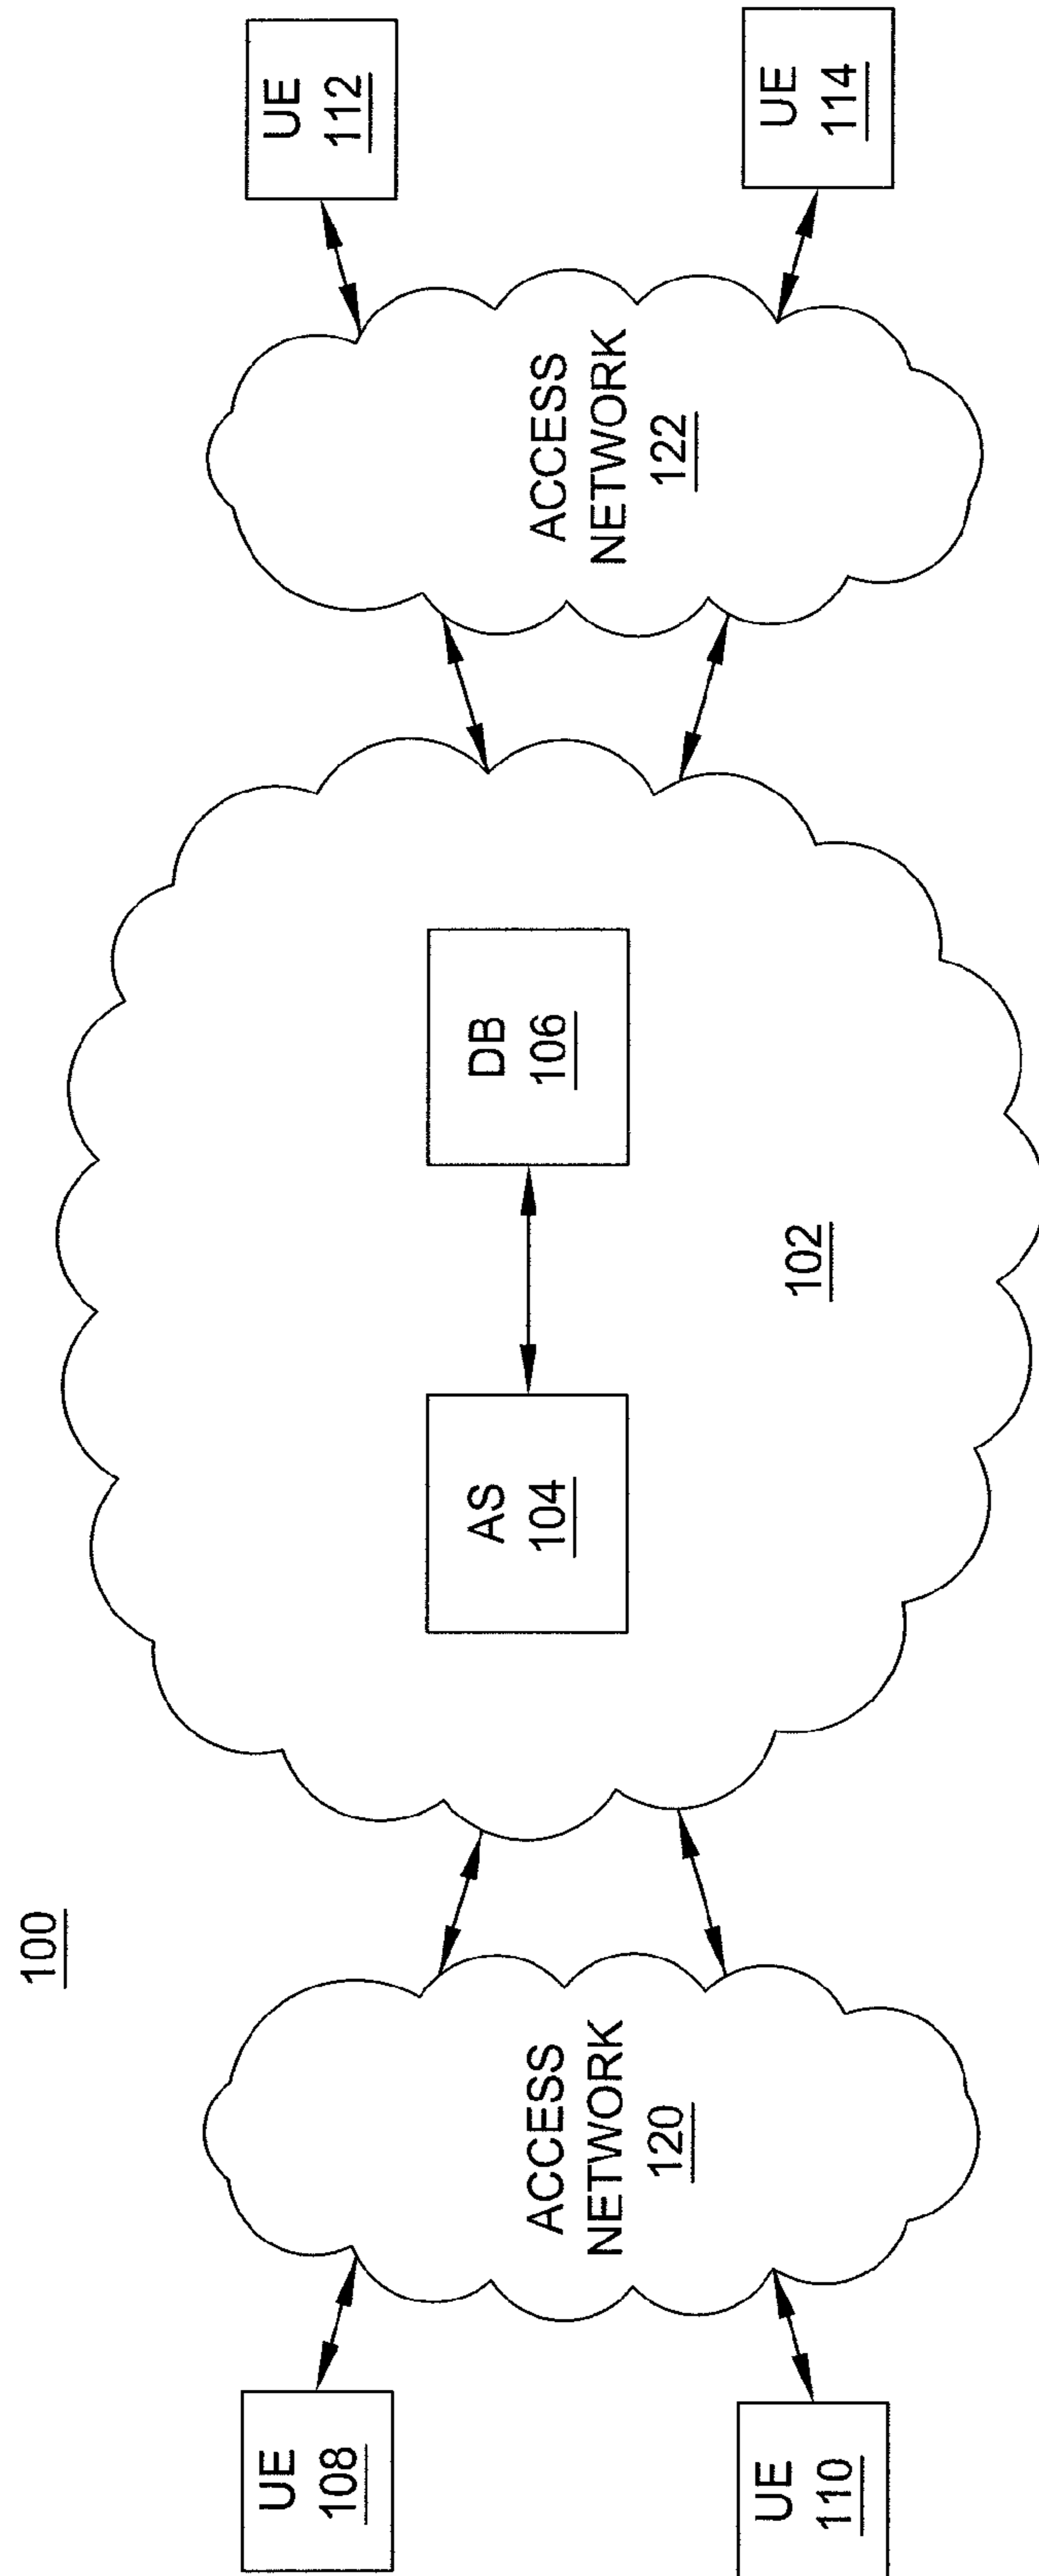 100
UE
108
UE
110
ACCESS
NETWORK
120
AS
104
DB
106
102
ACCESS
NETWORK
122
UE
112
UE
114